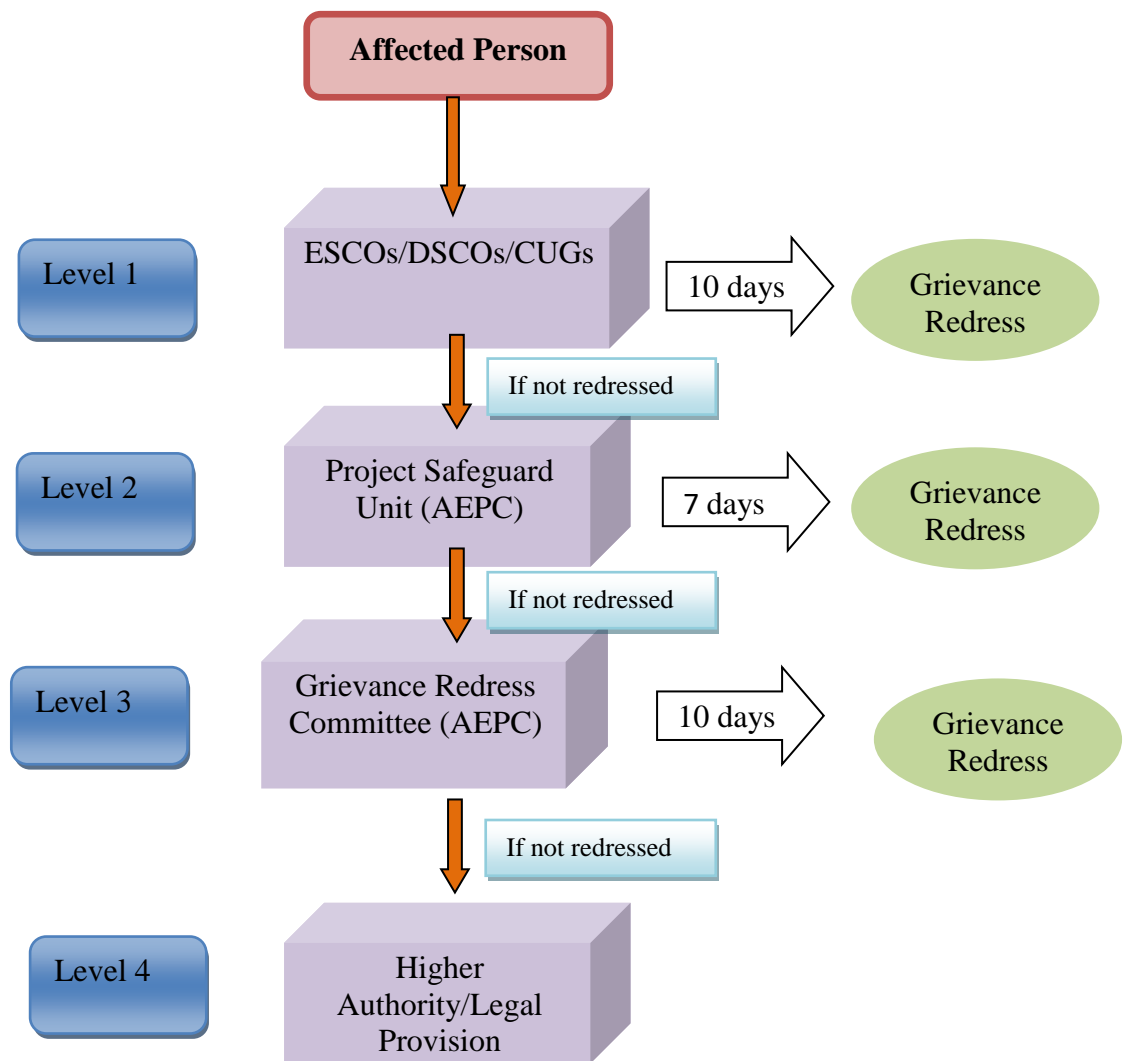 Affected Person
Level 1
ESCOs/DSCOs/CUGs
10 days
Grievance
Redress
If not redressed
Level 2
Project Safeguard
Unit (AEPC)
7 days
Grievance
Redress
If not redressed
Level 3
Grievance Redress
Committee (AEPC)
10 days
Grievance
Redress
If not redressed
Level 4
Higher
Authority/Legal
Provision